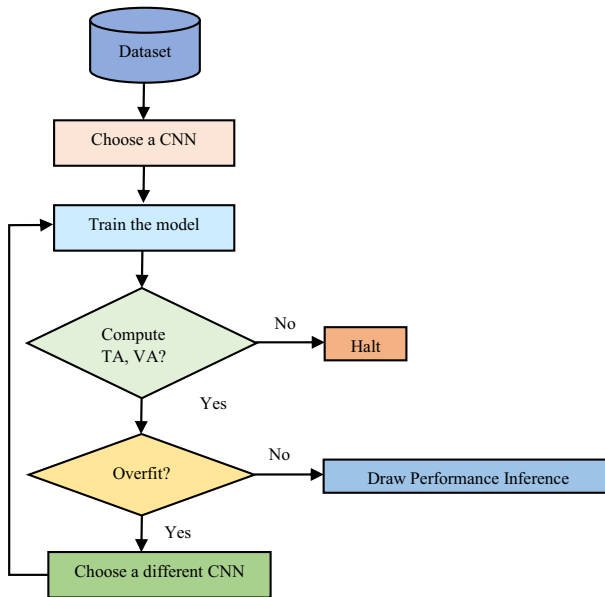 Dataset
Choose a CNN
Train the model
Compute
TA, VA?
No
Halt
Yes
Overfit?
No
Draw Performance Inference
Yes
Choose a different CNN